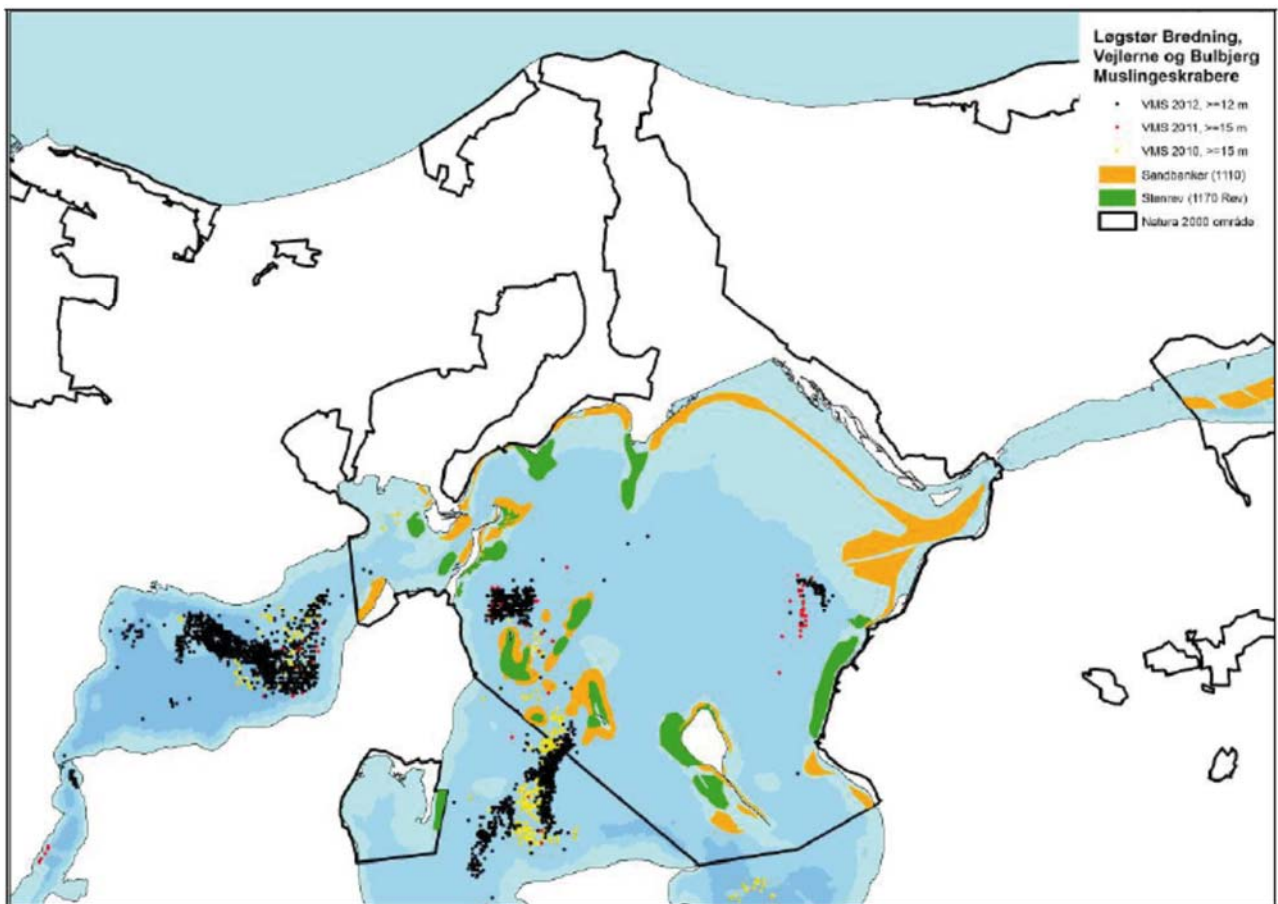 Løgstør Bredning,
Vejlerne og Bulbjerg
Muslingeskrabere
VMS 2012, >=12 m
VMS 2011, >=15 m
VMS 2010, >=15 m
Sandbanker (1110)
Stenrev (1170 Rev)
Natura 2000 område